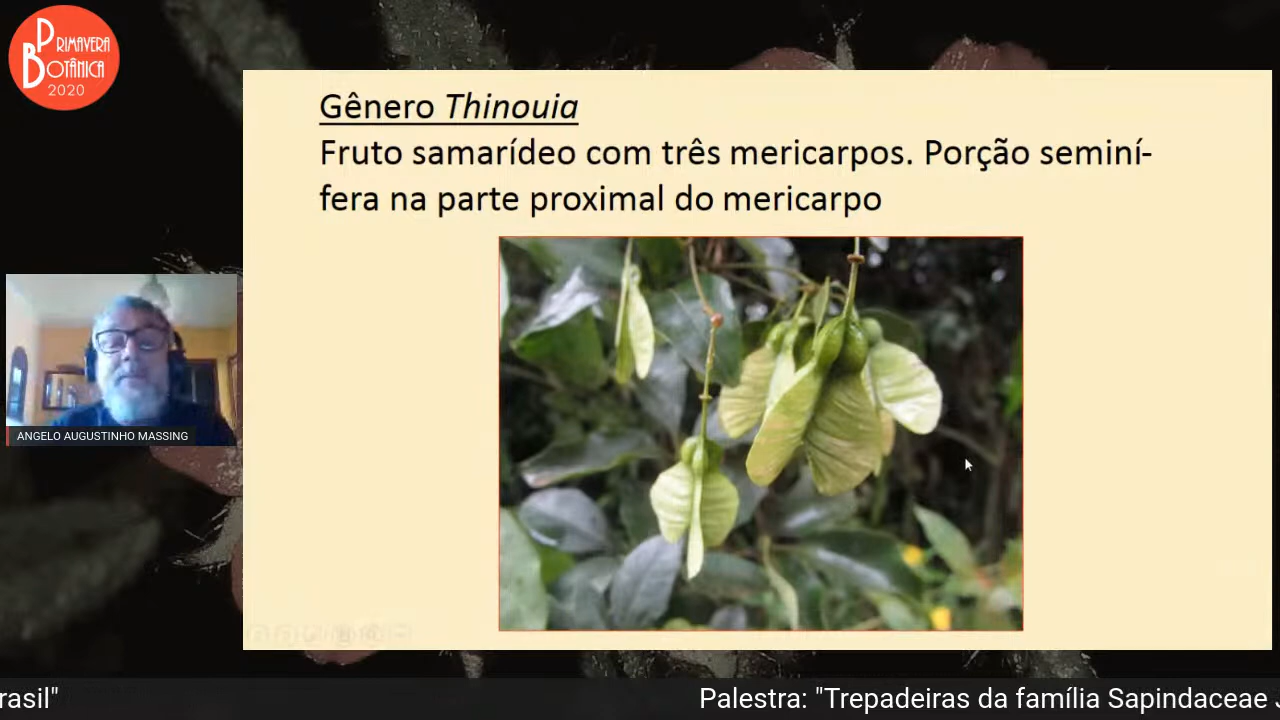 PRIMAVERA
BOTÂNICA
2020
Gênero Thinouia
Fruto samarídeo com três mericarpos. Porção seminí-
fera na parte proximal do mericarpo
ANGELO AUGUSTINHO MASSING
rasil" Palestra: "Trepadeiras da família Sapindaceae J